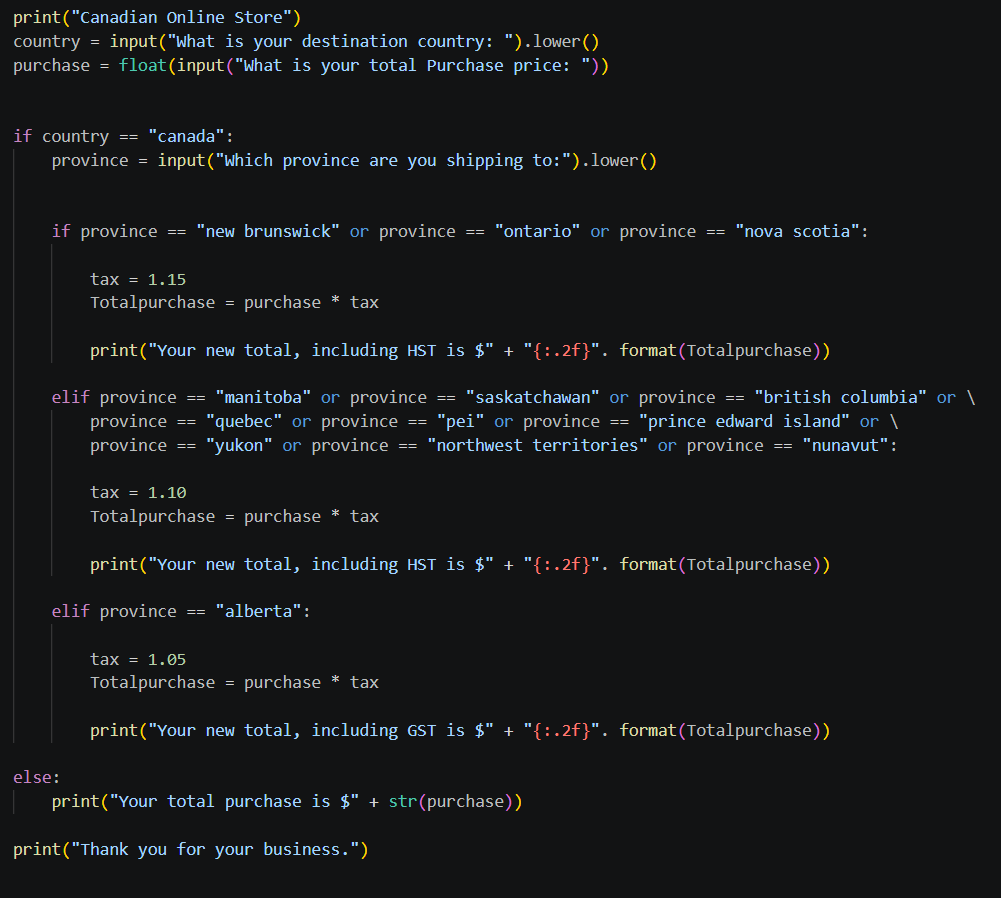 print("Canadian Online Store")
country = input("What is your destination country: ").lower()
purchase = float(input("What is your total Purchase price: "))
if country == "canada":
    province = input("Which province are you shipping to:").lower()
    if province == "new brunswick" or province == "ontario" or province == "nova scotia":
        tax = 1.15
        Totalpurchase = purchase * tax
        print("Your new total, including HST is $" + "{:.2f}". format(Totalpurchase))
    elif province == "manitoba" or province == "saskatchawan" or province == "british columbia" or \
        province == "quebec" or province == "pei" or province == "prince edward island" or \
        province == "yukon" or province == "northwest territories" or province == "nunavut":
        tax = 1.10
        Totalpurchase = purchase * tax
        print("Your new total, including HST is $" + "{:.2f}". format(Totalpurchase))
    elif province == "alberta":
        tax = 1.05
        Totalpurchase = purchase * tax
        print("Your new total, including GST is $" + "{:.2f}". format(Totalpurchase))
else:
    print("Your total purchase is $" + str(purchase))
print("Thank you for your business.")